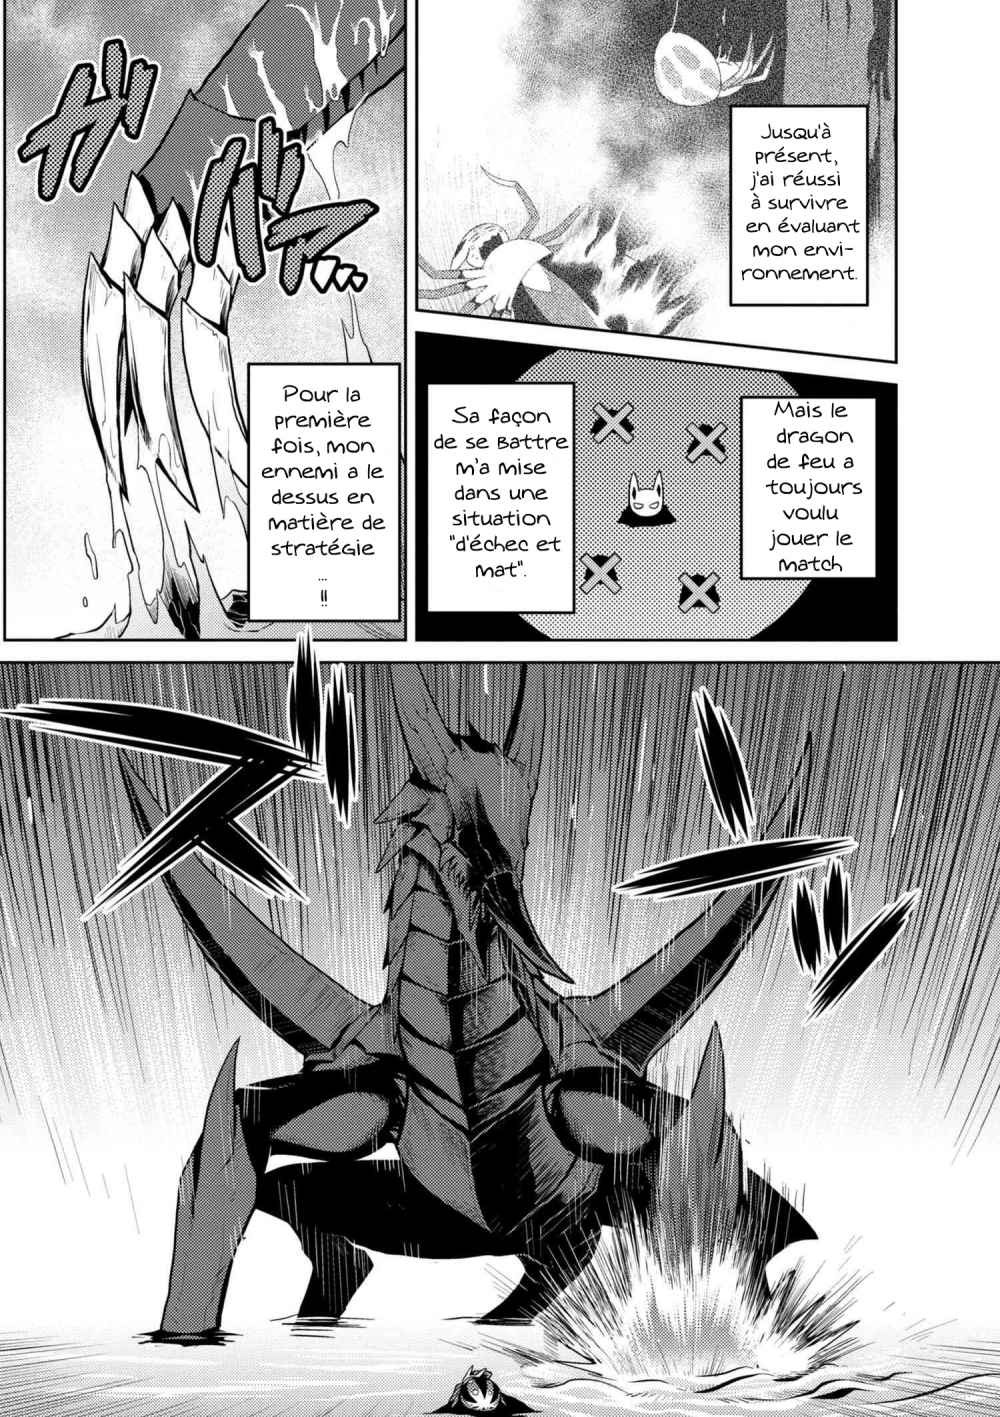 Jusqu'à
présent,
j'ai réussi
à survivre
en évaluant
mon envi-
ronnement.
Mais le
dragon
de feu a
toujours
voulu
jouer le
match
Sa façon
de se battre
m'a mise
dans une
situation
"d'échec et
mat".
Pour la
première
fois, mon
ennemi a le
dessus en
matière de
stratégie
...
!!
ガ
ガ